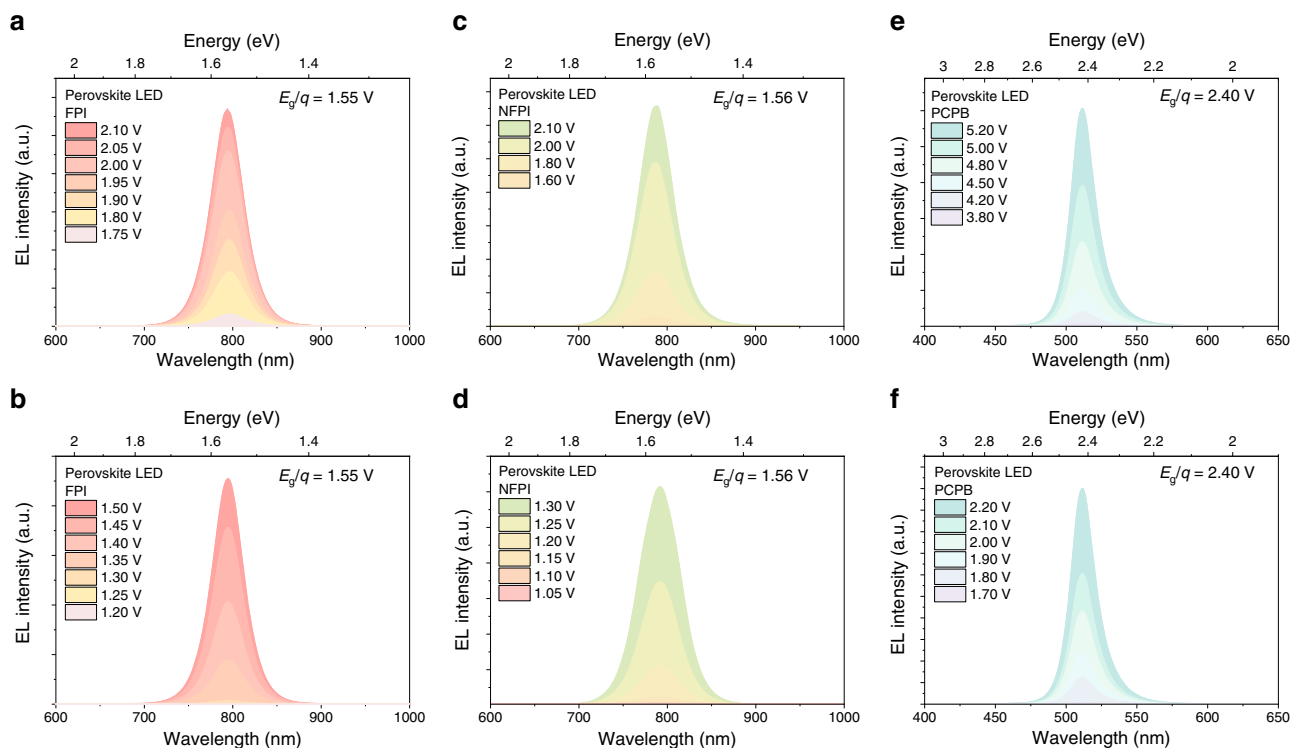 a
Energy (eV)
2 1.8 1.6 1.4
Perovskite LED
FPI
2.10 V
2.05 V
2.00 V
1.95 V
1.90 V
1.80 V
1.75 V
Eg/q = 1.55 V
EL intensity (a.u.)
600 700 800 900 1000
Wavelength (nm)
c
Energy (eV)
2 1.8 1.6 1.4
Perovskite LED
NFPI
2.10 V
2.00 V
1.80 V
1.60 V
Eg/q = 1.56 V
EL intensity (a.u.)
600 700 800 900 1000
Wavelength (nm)
e
Energy (eV)
3 2.8 2.6 2.4 2.2 2
Perovskite LED
PCPB
5.20 V
5.00 V
4.80 V
4.50 V
4.20 V
3.80 V
Eg/q = 2.40 V
EL intensity (a.u.)
400 450 500 550 600 650
Wavelength (nm)
b
Energy (eV)
2 1.8 1.6 1.4
Perovskite LED
FPI
1.50 V
1.45 V
1.40 V
1.35 V
1.30 V
1.25 V
1.20 V
Eg/q = 1.55 V
EL intensity (a.u.)
600 700 800 900 1000
Wavelength (nm)
d
Energy (eV)
2 1.8 1.6 1.4
Perovskite LED
NFPI
1.30 V
1.25 V
1.20 V
1.15 V
1.10 V
1.05 V
Eg/q = 1.56 V
EL intensity (a.u.)
600 700 800 900 1000
Wavelength (nm)
f
Energy (eV)
3 2.8 2.6 2.4 2.2 2
Perovskite LED
PCPB
2.20 V
2.10 V
2.00 V
1.90 V
1.80 V
1.70 V
Eg/q = 2.40 V
EL intensity (a.u.)
400 450 500 550 600 650
Wavelength (nm)